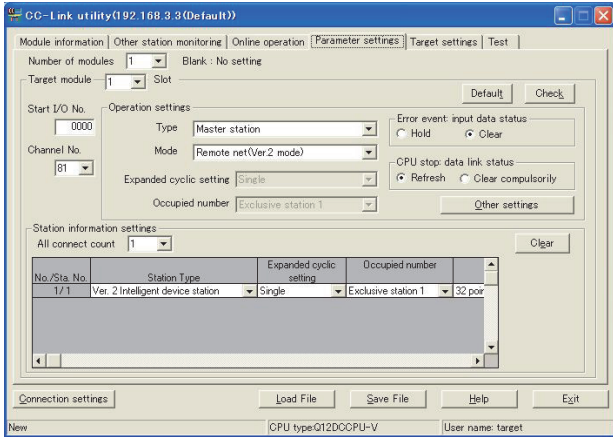 CC-Link utility(192.168.3.3(Default))
Module information Other station monitoring Online operation Parameter settings Target settings Test
Number of modules 1 Blank : No setting
Target module 1 Slot
Default Check
Start I/O No.
0000
Channel No.
81
Operation settings
Type Master station
Mode Remote net(Ver.2 mode)
Expanded cyclic setting Single
Occupied number Exclusive station 1
Error event: input data status
Hold Clear
CPU stop: data link status
Refresh Clear compulsorily
Other settings
Station information settings
All connect count 1
Clear
No./Sta. No. Station Type Expanded cyclic setting Occupied number
1/1 Ver. 2 Intelligent device station Single Exclusive station 1 32 poir
Connection settings Load File Save File Help Exit
New CPU type:Q12DCCPU-V User name: target